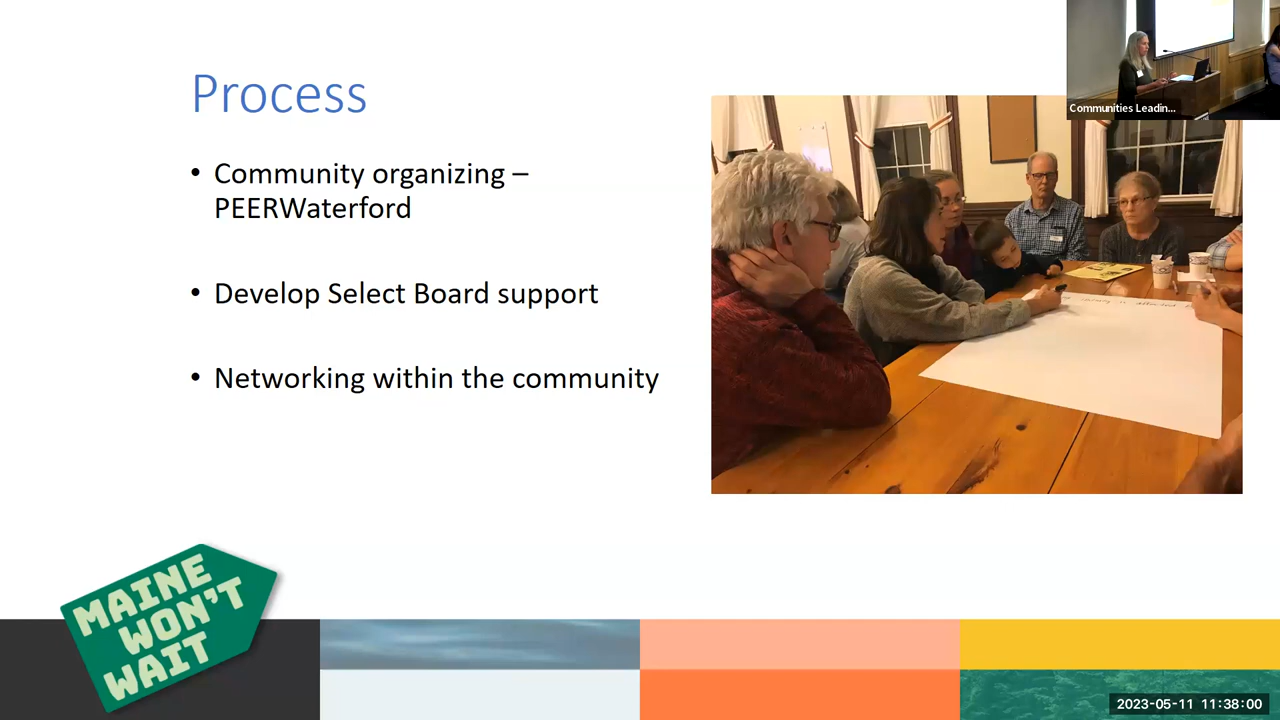 Process
• Community organizing –
PEERWaterford
• Develop Select Board support
• Networking within the community
Communities Leadin...
MAINE
WON'T
WAIT
2023-05-11 11:38:00